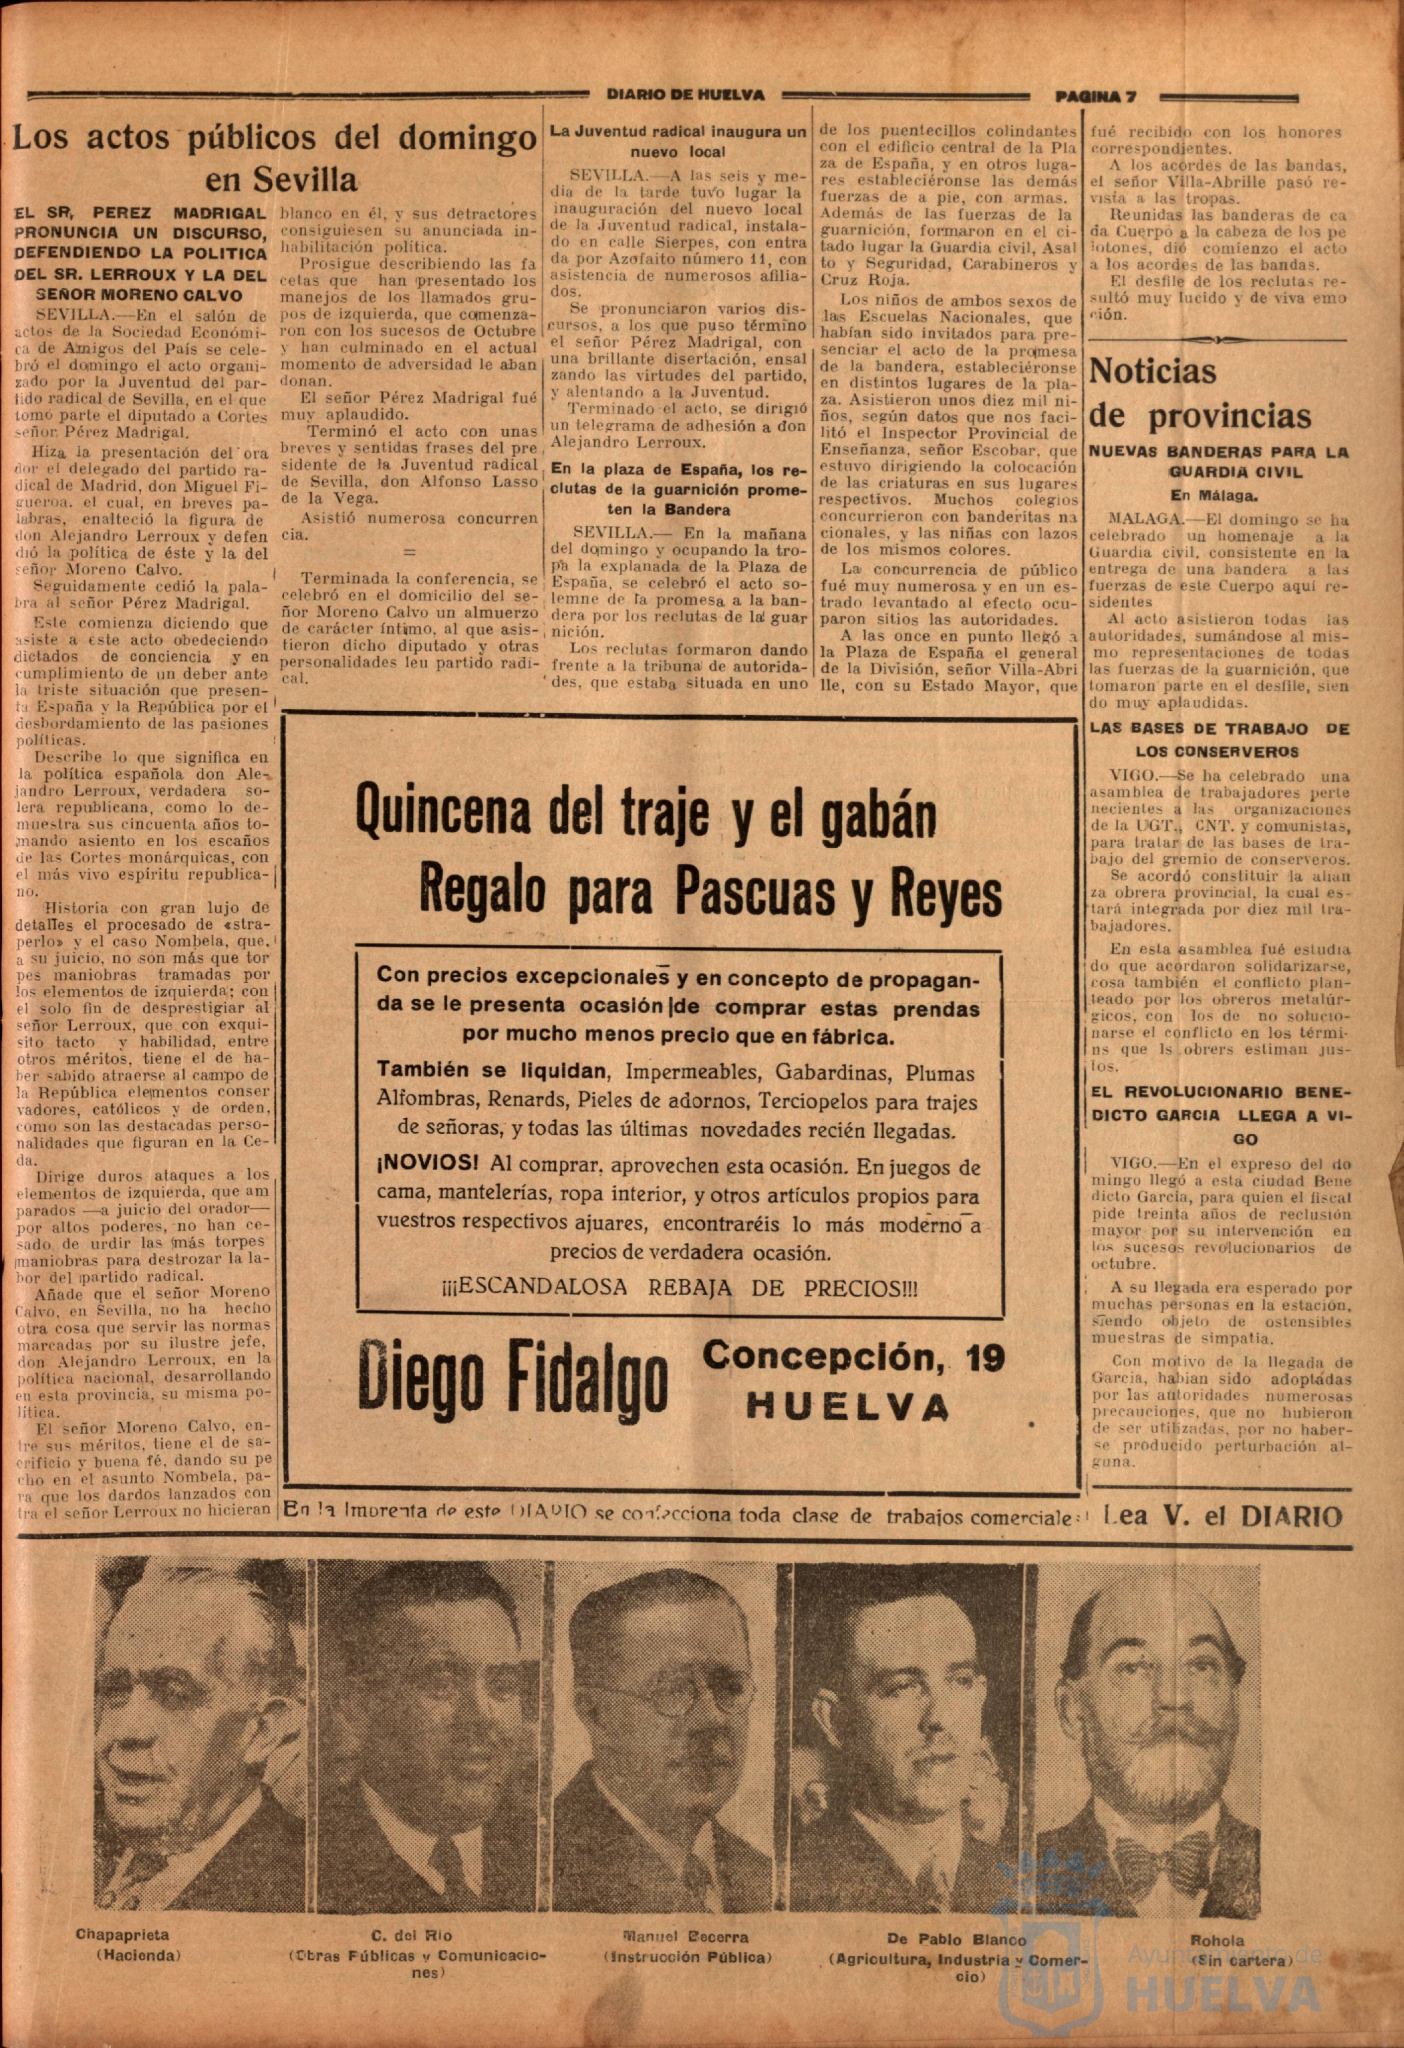 DIARIO DE HUELVA
PAGINA 7
Los actos públicos del domingo
en Sevilla
EL SR, PEREZ MADRIGAL
PRONUNCIA UN DISCURSO,
DEFENDIENDO LA POLITICA
DEL SR. LERROUX Y LA DEL
SEÑOR MORENO CALVO
SEVILLA.—En el salón de
actos de la Sociedad Económi-
ca de Amigos del País se cele-
bró el domingo el acto organi-
zado por la Juventud del par-
tido radical de Sevilla, en el que
tomó parte el diputado a Cortes
señor Pérez Madrigal.
Hiza la presentación del ora
dor el delegado del partido ra-
dical de Madrid, don Miguel Fi-
gueroa, el cual, en breves pa-
labras, enalteció la figura de
don Alejandro Lerroux y defen
dió la política de éste y la del
señor Moreno Calvo.
Seguidamente cedió la pala-
bra al señor Pérez Madrigal.
Este comienza diciendo que
asiste a este acto obedeciendo
dictados de conciencia y en
cumplimiento de un deber ante
la triste situación que presen-
ta España y la República por el
desbordamiento de las pasiones
políticas.
Describe lo que significa en
la política española don Ale-
jandro Lerroux, verdadera so-
lera republicana, como lo de-
muestra sus cincuenta años to-
mando asiento en los escaños
de las Cortes monárquicas, con
el más vivo espíritu republica-
no.
Historia con gran lujo de
detalles el procesado de «stra-
perlo» y el caso Nombela, que,
a su juicio, no son más que tor
pes maniobras tramadas por
los elementos de izquierda; con
el solo fin de desprestigiar al
señor Lerroux, que con exqui-
sito tacto y habilidad, entre
otros méritos, tiene el de ha-
ber sabido atraerse al campo de
la República elementos conser
vadores, católicos y de orden,
como son las destacadas perso-
nalidades que figuran en la Ce-
da.
Dirige duros ataques a los
elementos de izquierda, que am
parados —a juicio del orador—
por altos poderes, no han ce-
sado de urdir las más torpes
maniobras para destrozar la la-
bor del partido radical.
Añade que el señor Moreno
Calvo, en Sevilla, no ha hecho
otra cosa que servir las normas
marcadas por su ilustre jefe,
don Alejandro Lerroux, en la
política nacional, desarrollando
en esta provincia, su misma po-
lítica.
El señor Moreno Calvo, en-
tre sus méritos, tiene el de sa-
crificio y buena fé, dando su pe
cho en el asunto Nombela, pa-
ra que los dardos lanzados con
tra el señor Lerroux no hicieran
blanco en él, y sus detractores
consiguiesen su anunciada in-
habilitación política.
Prosigue describiendo las fa
cetas que han presentado los
manejos de los llamados gru-
pos de izquierda, que comenza-
ron con los sucesos de Octubre
y han culminado en el actual
momento de adversidad le aban
donan.
El señor Pérez Madrigal fué
muy aplaudido.
Terminó el acto con unas
breves y sentidas frases del pre
sidente de la Juventud radical
de Sevilla, don Alfonso Lasso
de la Vega.
Asistió numerosa concurren
cia.
=
Terminada la conferencia, se
celebró en el domicilio del se-
ñor Moreno Calvo un almuerzo
de carácter íntimo, al que asis-
tieron dicho diputado y otras
personalidades leu partido radi-
cal.
La Juventud radical inaugura un
nuevo local
SEVILLA.—A las seis y me-
dia de la tarde tuvo lugar la
inauguración del nuevo local
de la Juventud radical, instala-
do en calle Sierpes, con entra
da por Azofaito número 11, con
asistencia de numerosos afilia-
dos.
Se pronunciaron varios dis-
cursos, a los que puso término
el señor Pérez Madrigal, con
una brillante disertación, ensal
zando las virtudes del partido,
y alentando a la Juventud.
Terminado el acto, se dirigió
un telegrama de adhesión a don
Alejandro Lerroux.
En la plaza de España, los re-
clutas de la guarnición prome-
ten la Bandera
SEVILLA.— En la mañana
del domingo y ocupando la tro-
pa la explanada de la Plaza de
España, se celebró el acto so-
lemne de la promesa a la ban-
dera por los reclutas de la guar
nición.
Los reclutas formaron dando
frente a la tribuna de autorida-
des, que estaba situada en uno
de los puentecillos colindantes
con el edificio central de la Pla
za de España, y en otros luga-
res estableciéronse las demás
fuerzas de a pie, con armas.
Además de las fuerzas de la
guarnición, formaron en el ci-
tado lugar la Guardia civil, Asal
to y Seguridad, Carabineros y
Cruz Roja.
Los niños de ambos sexos de
las Escuelas Nacionales, que
habían sido invitados para pre-
senciar el acto de la promesa
de la bandera, estableciéronse
en distintos lugares de la pla-
za. Asistieron unos diez mil ni-
ños, según datos que nos faci-
litó el Inspector Provincial de
Enseñanza, señor Escobar, que
estuvo dirigiendo la colocación
de las criaturas en sus lugares
respectivos. Muchos colegios
concurrieron con banderitas na
cionales, y las niñas con lazos
de los mismos colores.
La concurrencia de público
fué muy numerosa y en un es-
trado levantado al efecto ocu-
paron sitios las autoridades.
A las once en punto llegó a
la Plaza de España el general
de la División, señor Villa-Abri
lle, con su Estado Mayor, que
fué recibido con los honores
correspondientes.
A los acordes de las bandas,
el señor Villa-Abrille pasó re-
vista a las tropas.
Reunidas las banderas de ca
da Cuerpo a la cabeza de los pe
lotones, dió comienzo el acto
a los acordes de las bandas.
El desfile de los reclutas re-
sultó muy lucido y de viva emo
ción.
Noticias
de provincias
NUEVAS BANDERAS PARA LA
GUARDIA CIVIL
En Málaga.
MALAGA.—El domingo se ha
celebrado un homenaje a la
Guardia civil, consistente en la
entrega de una bandera a las
fuerzas de este Cuerpo aquí re-
sidentes
Al acto asistieron todas las
autoridades, sumándose al mis-
mo representaciones de todas
las fuerzas de la guarnición, que
tomaron parte en el desfile, sien
do muy aplaudidas.
LAS BASES DE TRABAJO DE
LOS CONSERVEROS
VIGO.—Se ha celebrado una
asamblea de trabajadores perte
necientes a las organizaciones
de la UGT., CNT. y comunistas,
para tratar de las bases de tra-
bajo del gremio de conserveros.
Se acordó constituir la alian
za obrera provincial, la cual es-
tará integrada por diez mil tra-
bajadores.
En esta asamblea fué estudia
do que acordaron solidarizarse,
cosa también el conflicto plan-
teado por los obreros metalúr-
gicos, con los de no solucio-
narse el conflicto en los térmi-
ns que ls obrers estiman jus-
tos.
EL REVOLUCIONARIO BENE-
DICTO GARCIA LLEGA A VI-
GO
VIGO.—En el expreso del do
mingo llegó a esta ciudad Bene
dicto García, para quien el fiscal
pide treinta años de reclusión
mayor por su intervención en
los sucesos revolucionarios de
octubre.
A su llegada era esperado por
muchas personas en la estación,
siendo objeto de ostensibles
muestras de simpatía.
Con motivo de la llegada de
García, habían sido adoptadas
por las autoridades numerosas
precauciones, que no hubieron
de ser utilizadas, por no haber-
se producido perturbación al-
guna.
Quincena del traje y el gabán
Regalo para Pascuas y Reyes
Con precios excepcionales y en concepto de propagan-
da se le presenta ocasión de comprar estas prendas
por mucho menos precio que en fábrica.
También se liquidan, Impermeables, Gabardinas, Plumas
Alfombras, Renards, Pieles de adornos, Terciopelos para trajes
de señoras, y todas las últimas novedades recién llegadas.
¡NOVIOS! Al comprar, aprovechen esta ocasión. En juegos de
cama, mantelerías, ropa interior, y otros artículos propios para
vuestros respectivos ajuares, encontraréis lo más moderno a
precios de verdadera ocasión.
¡¡¡ESCANDALOSA REBAJA DE PRECIOS!!!
Diego Fidalgo
Concepción, 19
HUELVA
En la Imprenta de este DIARIO se confecciona toda clase de trabajos comerciales
Lea V. el DIARIO
Chapaprieta
(Hacienda)
C. del Rio
(Obras Públicas y Comunicacio-
nes)
Manuel Becerra
(Instrucción Pública)
De Pablo Blanco
(Agricultura, Industria y Comer-
cio)
Rohola
(Sin cartera)
Ayuntamiento de
HUELVA